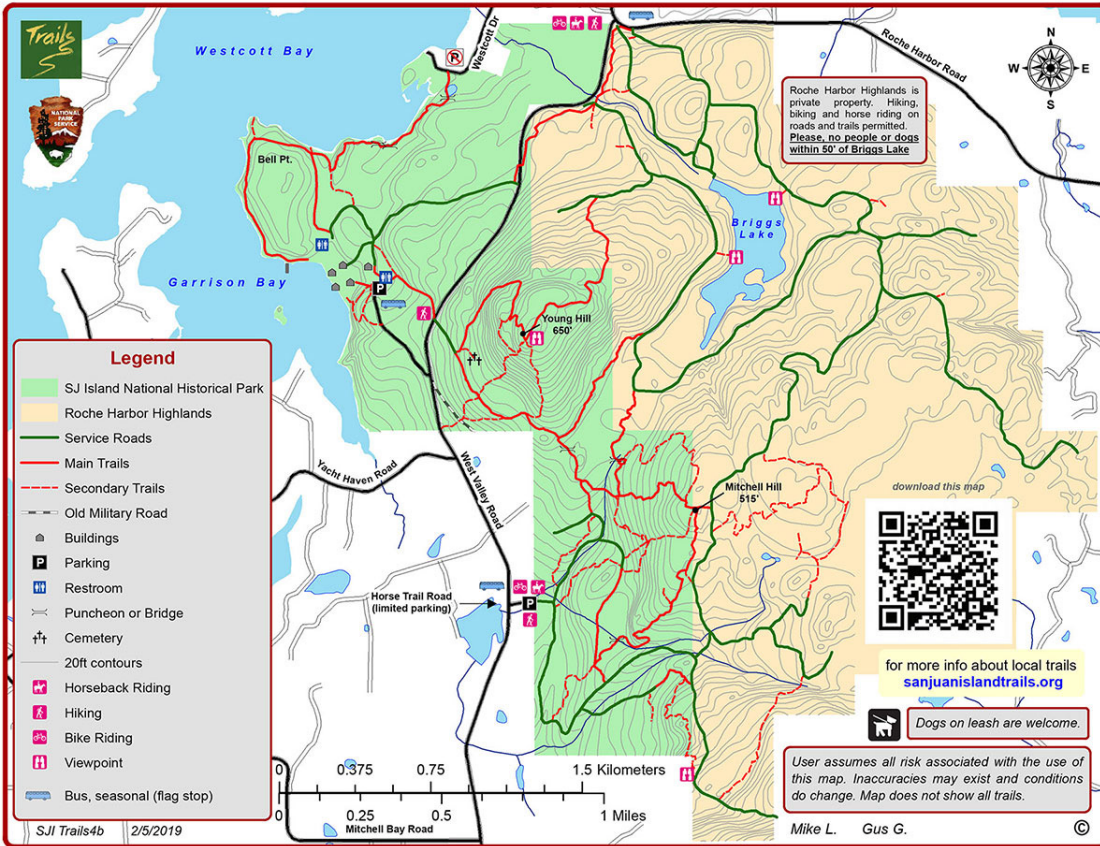 Trails
NATIONAL
PARK
SERVICE
Westcott Bay
Westcott Dr
P
Roche Harbor Road
N
W
E
S
Roche Harbor Highlands is
private property. Hiking,
biking and horse riding on
roads and trails permitted.
Please, no people or dogs
within 50' of Briggs Lake
Bell Pt.
Briggs
Lake
Garrison Bay
P
Young Hill
650'
Legend
SJ Island National Historical Park
Roche Harbor Highlands
Service Roads
Main Trails
Secondary Trails
Old Military Road
Buildings
P Parking
Restroom
Puncheon or Bridge
Cemetery
20ft contours
Horseback Riding
Hiking
Bike Riding
Viewpoint
Bus, seasonal (flag stop)
SJI Trails4b 2/5/2019
Yacht Haven Road
West Valley Road
Mitchell Hill
515'
download this map
Horse Trail Road
(limited parking)
P
for more info about local trails
sanjuanislandtrails.org
Dogs on leash are welcome.
User assumes all risk associated with the use of
this map. Inaccuracies may exist and conditions
do change. Map does not show all trails.
0 0.375 0.75 1.5 Kilometers
0 0.25 0.5 1 Miles
Mitchell Bay Road
Mike L. Gus G. ©